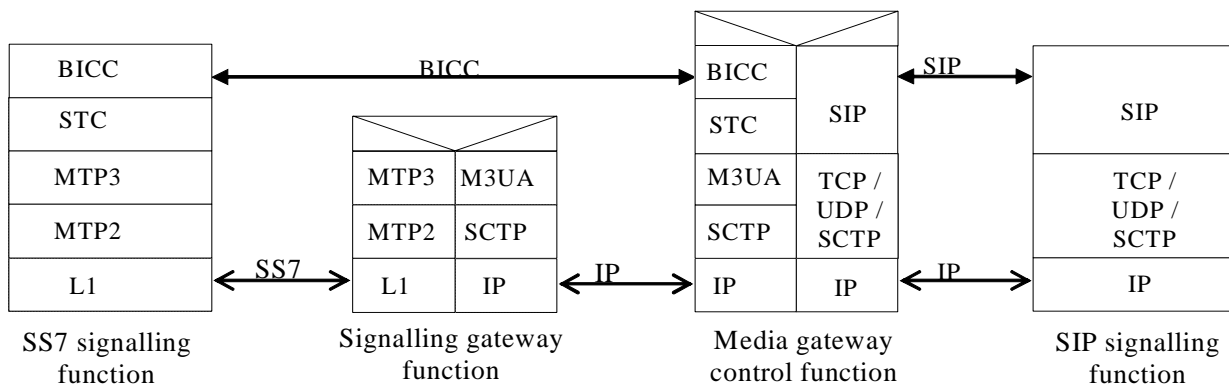 BICC
STC
MTP3
MTP2
L1
SS7 signalling
function
BICC
SS7
MTP3
M3UA
MTP2
SCTP
L1
IP
Signalling gateway
function
IP
BICC
STC
M3UA
SCTP
IP
SIP
TCP /
UDP /
SCTP
IP
Media gateway
control function
SIP
IP
SIP
TCP /
UDP /
SCTP
IP
SIP signalling
function